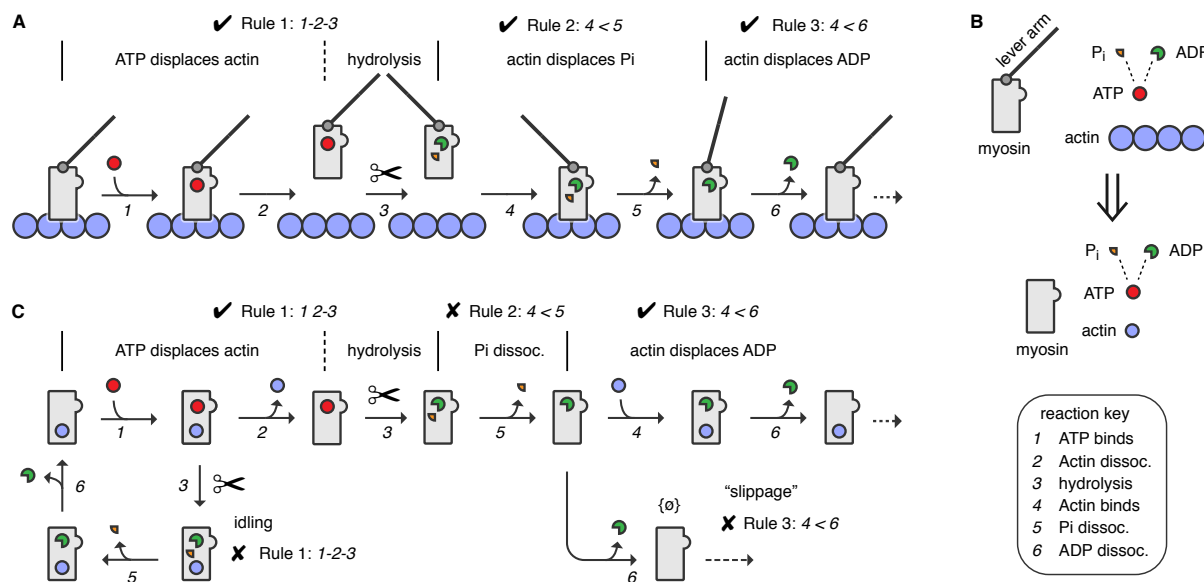 A
✔ Rule 1: 1-2-3
✔ Rule 2: 4 < 5
✔ Rule 3: 4 < 6
ATP displaces actin
hydrolysis
actin displaces Pi
actin displaces ADP
1
2
3
4
5
6
B
lever arm
myosin
Pi
ADP
ATP
actin
Pi
ADP
ATP
actin
myosin
C
✔ Rule 1: 1 2-3
✘ Rule 2: 4 < 5
✔ Rule 3: 4 < 6
ATP displaces actin
hydrolysis
Pi dissoc.
actin displaces ADP
1
2
3
5
4
6
6
3
idling
✘ Rule 1: 1-2-3
5
{ø}
"slippage"
✘ Rule 3: 4 < 6
6
reaction key
1 ATP binds
2 Actin dissoc.
3 hydrolysis
4 Actin binds
5 Pi dissoc.
6 ADP dissoc.